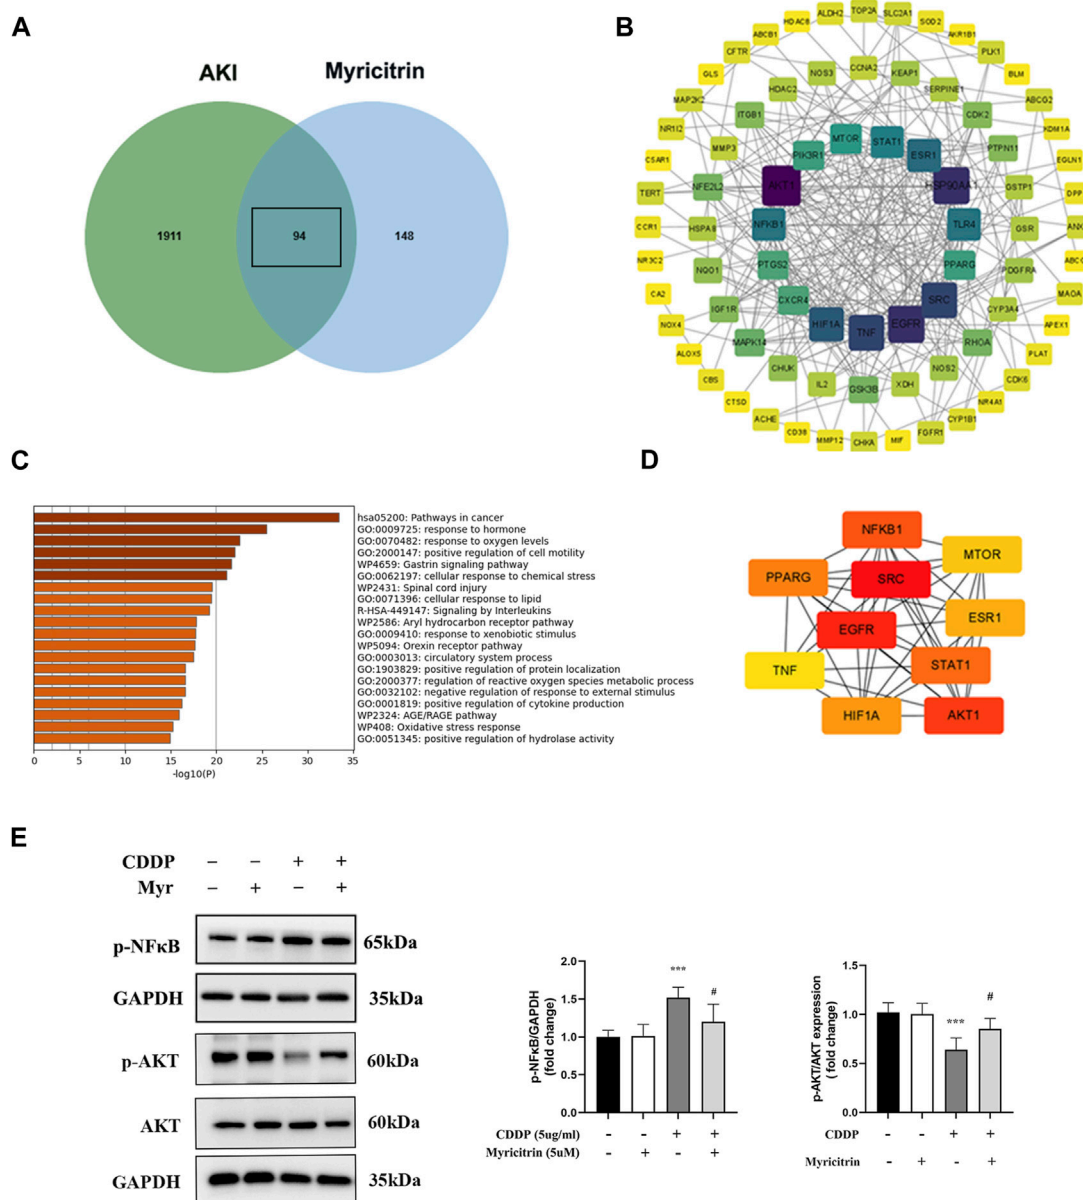 A
AKI
Myricitrin
1911
94
148
B
HDAC6
ALDH2
TOP2A
SLC2A1
SOD2
AKR1B1
ABCB1
CFTR
PLK1
GLS
BLM
MAP2K2
ABCG2
NR1I2
KDM1A
CSAR1
EGLN1
TERT
DPP
CCR1
ANX
NR3C2
ABCC
CA2
MAOA
NOX4
APEX1
ALOX5
PLAT
CBS
CDK6
CTSD
NR4A1
ACHE
CYP1B1
CD38
MMP12
CHKA
MIF
FGFR1
NOS3
CCNA2
KEAP1
HDAC2
SERPINE1
ITGB1
CDK2
MMP3
PTPN11
NFE2L2
GSTP1
HSPA8
GSR
NQO1
PDGFRA
IGF1R
CYP3A4
MAPK14
RHOA
CHUK
NOS2
IL2
GSK3B
XDH
MTOR
STAT1
PIK3R1
ESR1
AKT1
HSP90AA1
NFKB1
TLR4
PTGS2
PPARG
CXCR4
SRC
HIF1A
TNF
EGFR
C
hsa05200: Pathways in cancer
GO:0009725: response to hormone
GO:0070482: response to oxygen levels
GO:2000147: positive regulation of cell motility
WP4659: Gastrin signaling pathway
GO:0062197: cellular response to chemical stress
WP2431: Spinal cord injury
GO:0071396: cellular response to lipid
R-HSA-449147: Signaling by Interleukins
WP2586: Aryl hydrocarbon receptor pathway
GO:0009410: response to xenobiotic stimulus
WP5094: Orexin receptor pathway
GO:0003013: circulatory system process
GO:1903829: positive regulation of protein localization
GO:2000377: regulation of reactive oxygen species metabolic process
GO:0032102: negative regulation of response to external stimulus
GO:0001819: positive regulation of cytokine production
WP2324: AGE/RAGE pathway
WP408: Oxidative stress response
GO:0051345: positive regulation of hydrolase activity
0 5 10 15 20 25 30 35
-log10(P)
D
NFKB1
MTOR
PPARG
SRC
ESR1
EGFR
TNF
STAT1
HIF1A
AKT1
E
CDDP – – + +
Myr – + – +
p-NFκB 65kDa
GAPDH 35kDa
p-AKT 60kDa
AKT 60kDa
GAPDH 35kDa
p-NFκB/GAPDH
(fold change)
2.0
1.5
1.0
0.5
0.0
***
#
CDDP (5ug/ml) - - + +
Myricitrin (5uM) - + - +
p-AKT/AKT expression
( fold change)
1.5
1.0
0.5
0.0
***
#
CDDP - - + +
Myricitrin - + - +